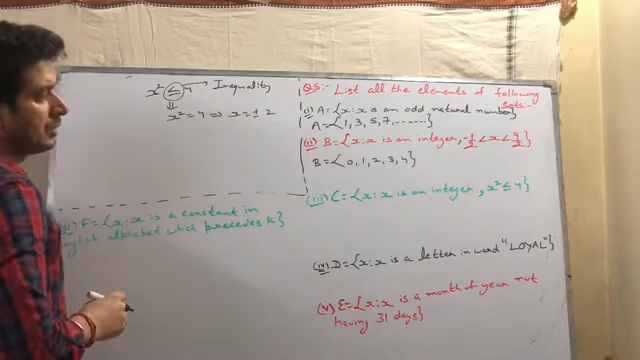 x² ≤ 4 → Inequality
⇓
x² = 4 ⇒ x = ± 2
F = {x : x is a constant in
alphabet which precedes K}
Q5:- List all the elements of following
Sets:-
(i) A = {x : x is an odd natural number}
A = {1, 3, 5, 7, ------}
(ii) B = {x : x is an integer, -1/2 < x < 9/2}
B = {0, 1, 2, 3, 4}
(iii) C = {x : x is an integer, x² ≤ 4}
(iv) D = {x : x is a letter in word "LOYAL"}
(v) E = {x : x is a month of year not
having 31 days}